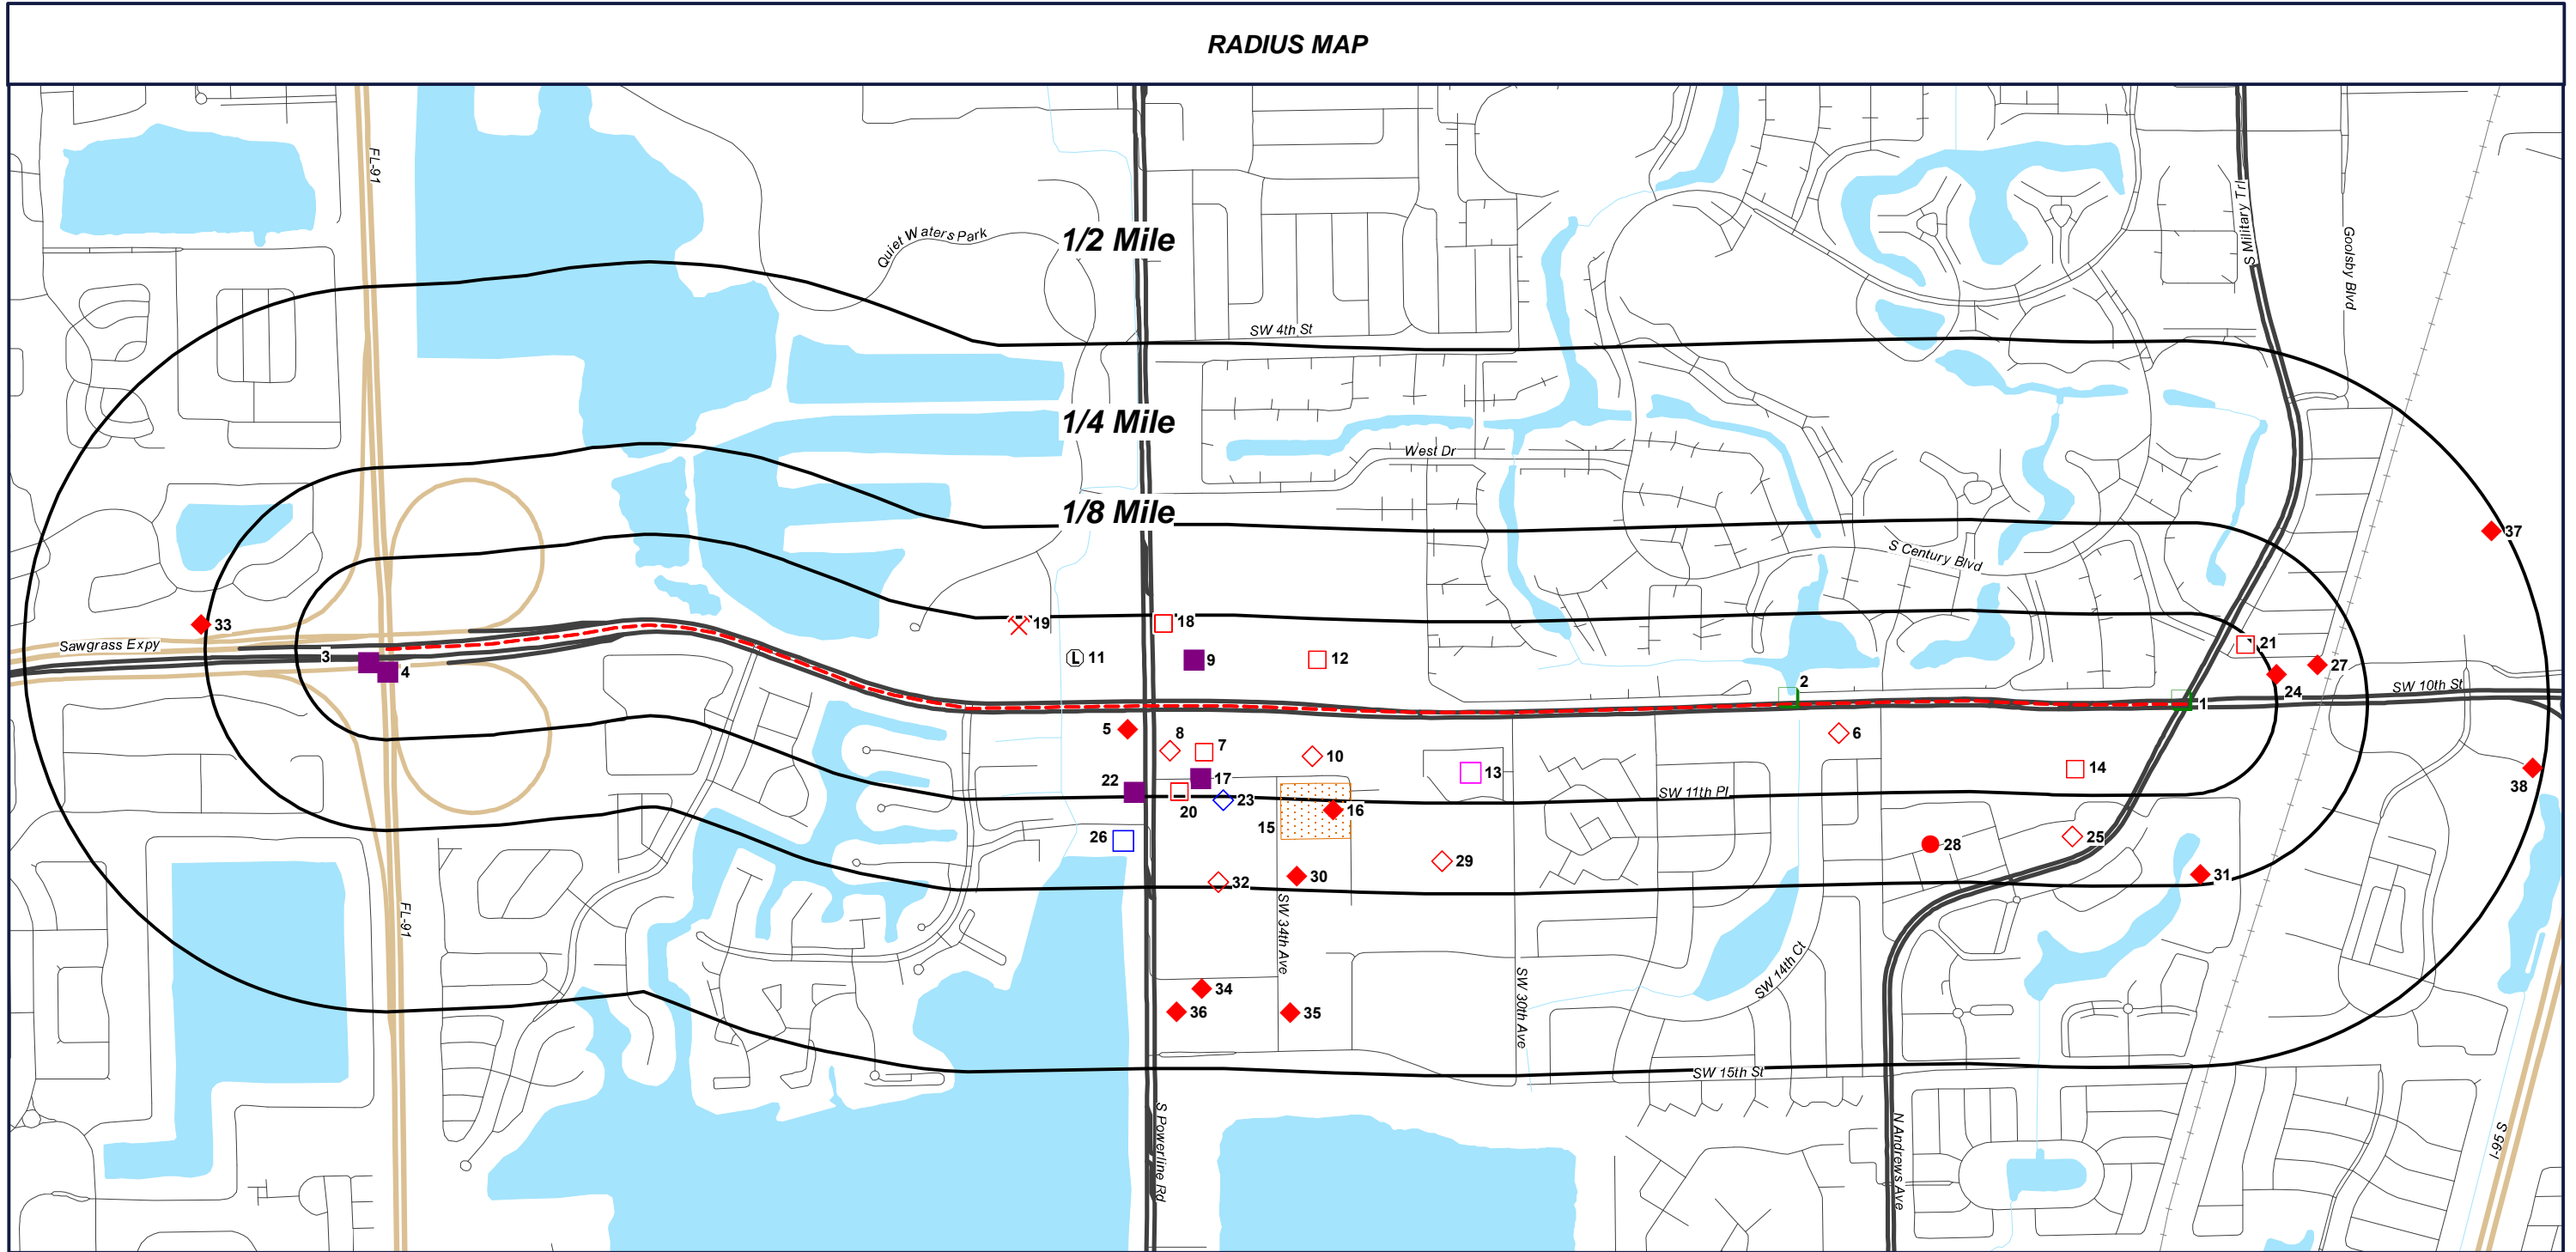 RADIUS MAP
FL-91
S Military Trl
Quiet Waters Park
1/2 Mile
Goolsby Blvd
SW 4th St
1/4 Mile
West Dr
1/8 Mile
37
S Century Blvd
33
19
18
Sawgrass Expy
3
4
11
9
12
21
27
24
SW 10th St
2
1
5
8
7
10
6
13
14
22
17
23
20
SW 11th Pl
38
15
16
26
25
28
29
32
30
31
FL-91
SW 34th Ave
SW 30th Ave
SW 14th Ct
34
36
35
SW 15th St
S Powerline Rd
N Andrews Ave
I-95 S
L